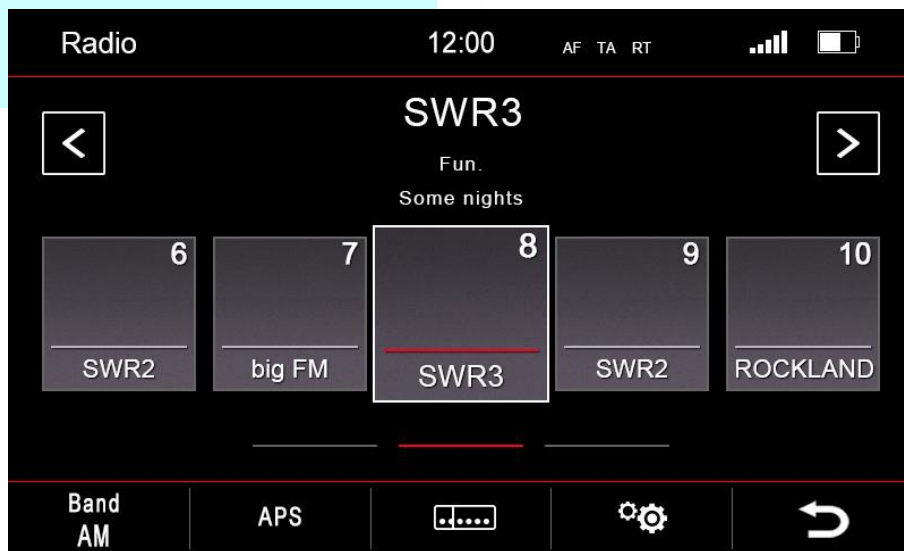 Radio 12:00 AF TA RT
SWR3
Fun.
Some nights
6 7 8 9 10
SWR2 big FM SWR3 SWR2 ROCKLAND
Band
AM
APS